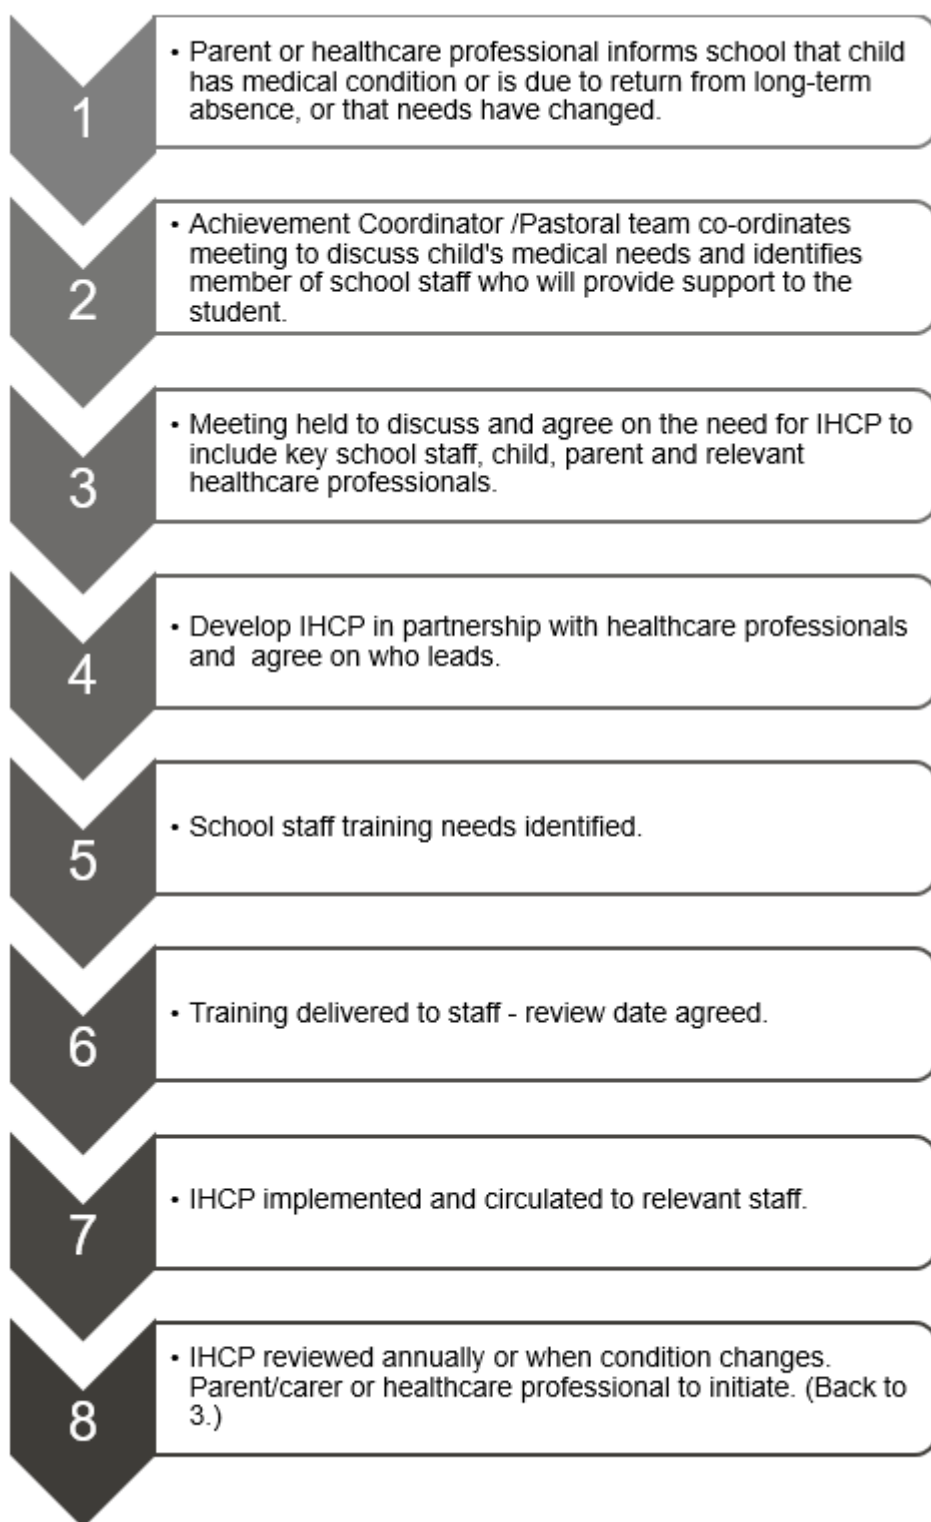 1
• Parent or healthcare professional informs school that child
has medical condition or is due to return from long-term
absence, or that needs have changed.
2
• Achievement Coordinator /Pastoral team co-ordinates
meeting to discuss child's medical needs and identifies
member of school staff who will provide support to the
student.
3
• Meeting held to discuss and agree on the need for IHCP to
include key school staff, child, parent and relevant
healthcare professionals.
4
• Develop IHCP in partnership with healthcare professionals
and  agree on who leads.
5
• School staff training needs identified.
6
• Training delivered to staff - review date agreed.
7
• IHCP implemented and circulated to relevant staff.
8
• IHCP reviewed annually or when condition changes.
Parent/carer or healthcare professional to initiate. (Back to
3.)